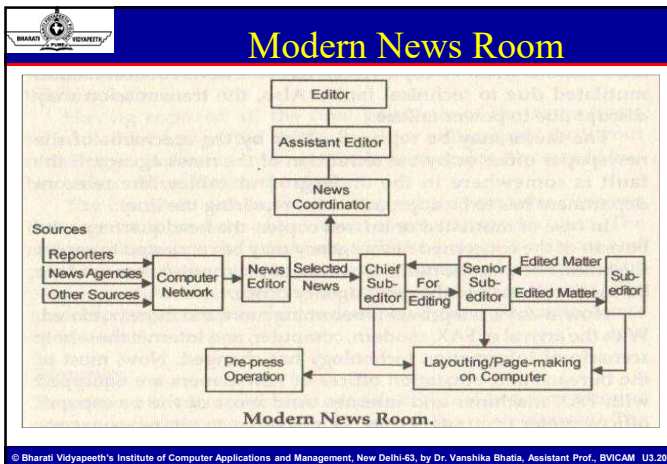 BHARATI
VIDYAPEETH
PUNE
Modern News Room
Editor
Assistant Editor
News
Coordinator
Sources
Reporters
News Agencies
Other Sources
Computer
Network
News
Editor
Selected
News
Chief
Sub-
editor
For
Editing
Senior
Sub-
editor
Edited Matter
Edited Matter
Sub-
editor
Pre-press
Operation
Layouting/Page-making
on Computer
Modern News Room.
© Bharati Vidyapeeth's Institute of Computer Applications and Management, New Delhi-63, by Dr. Vanshika Bhatia, Assistant Prof., BVICAM U3.20